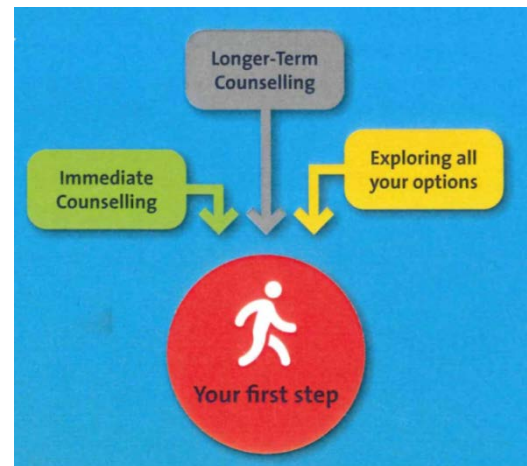 Longer-Term
Counselling
Immediate
Counselling
Exploring all
your options
Your first step